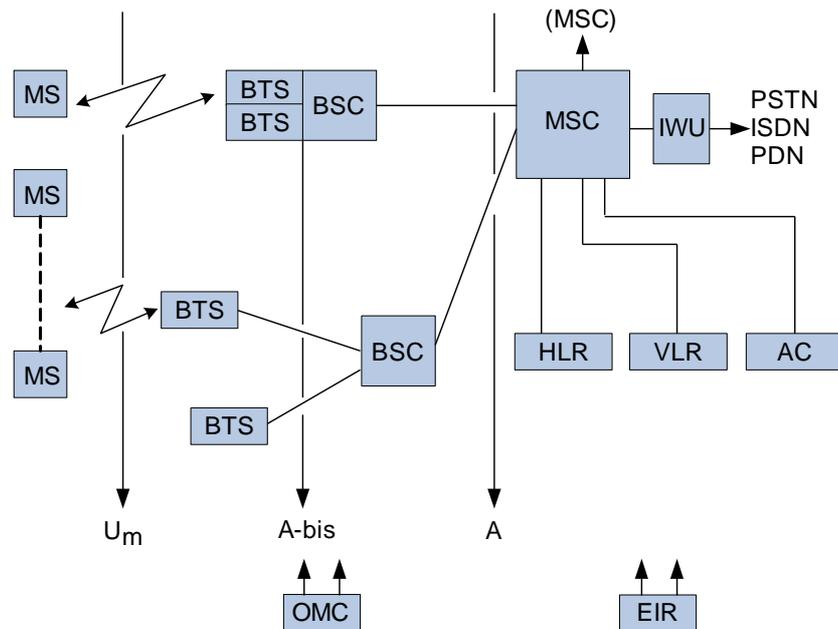 (MSC)
MS
BTS
BTS
BSC
MSC
IWU
PSTN
ISDN
PDN
MS
BTS
BSC
HLR
VLR
AC
MS
BTS
Um
A-bis
A
OMC
EIR